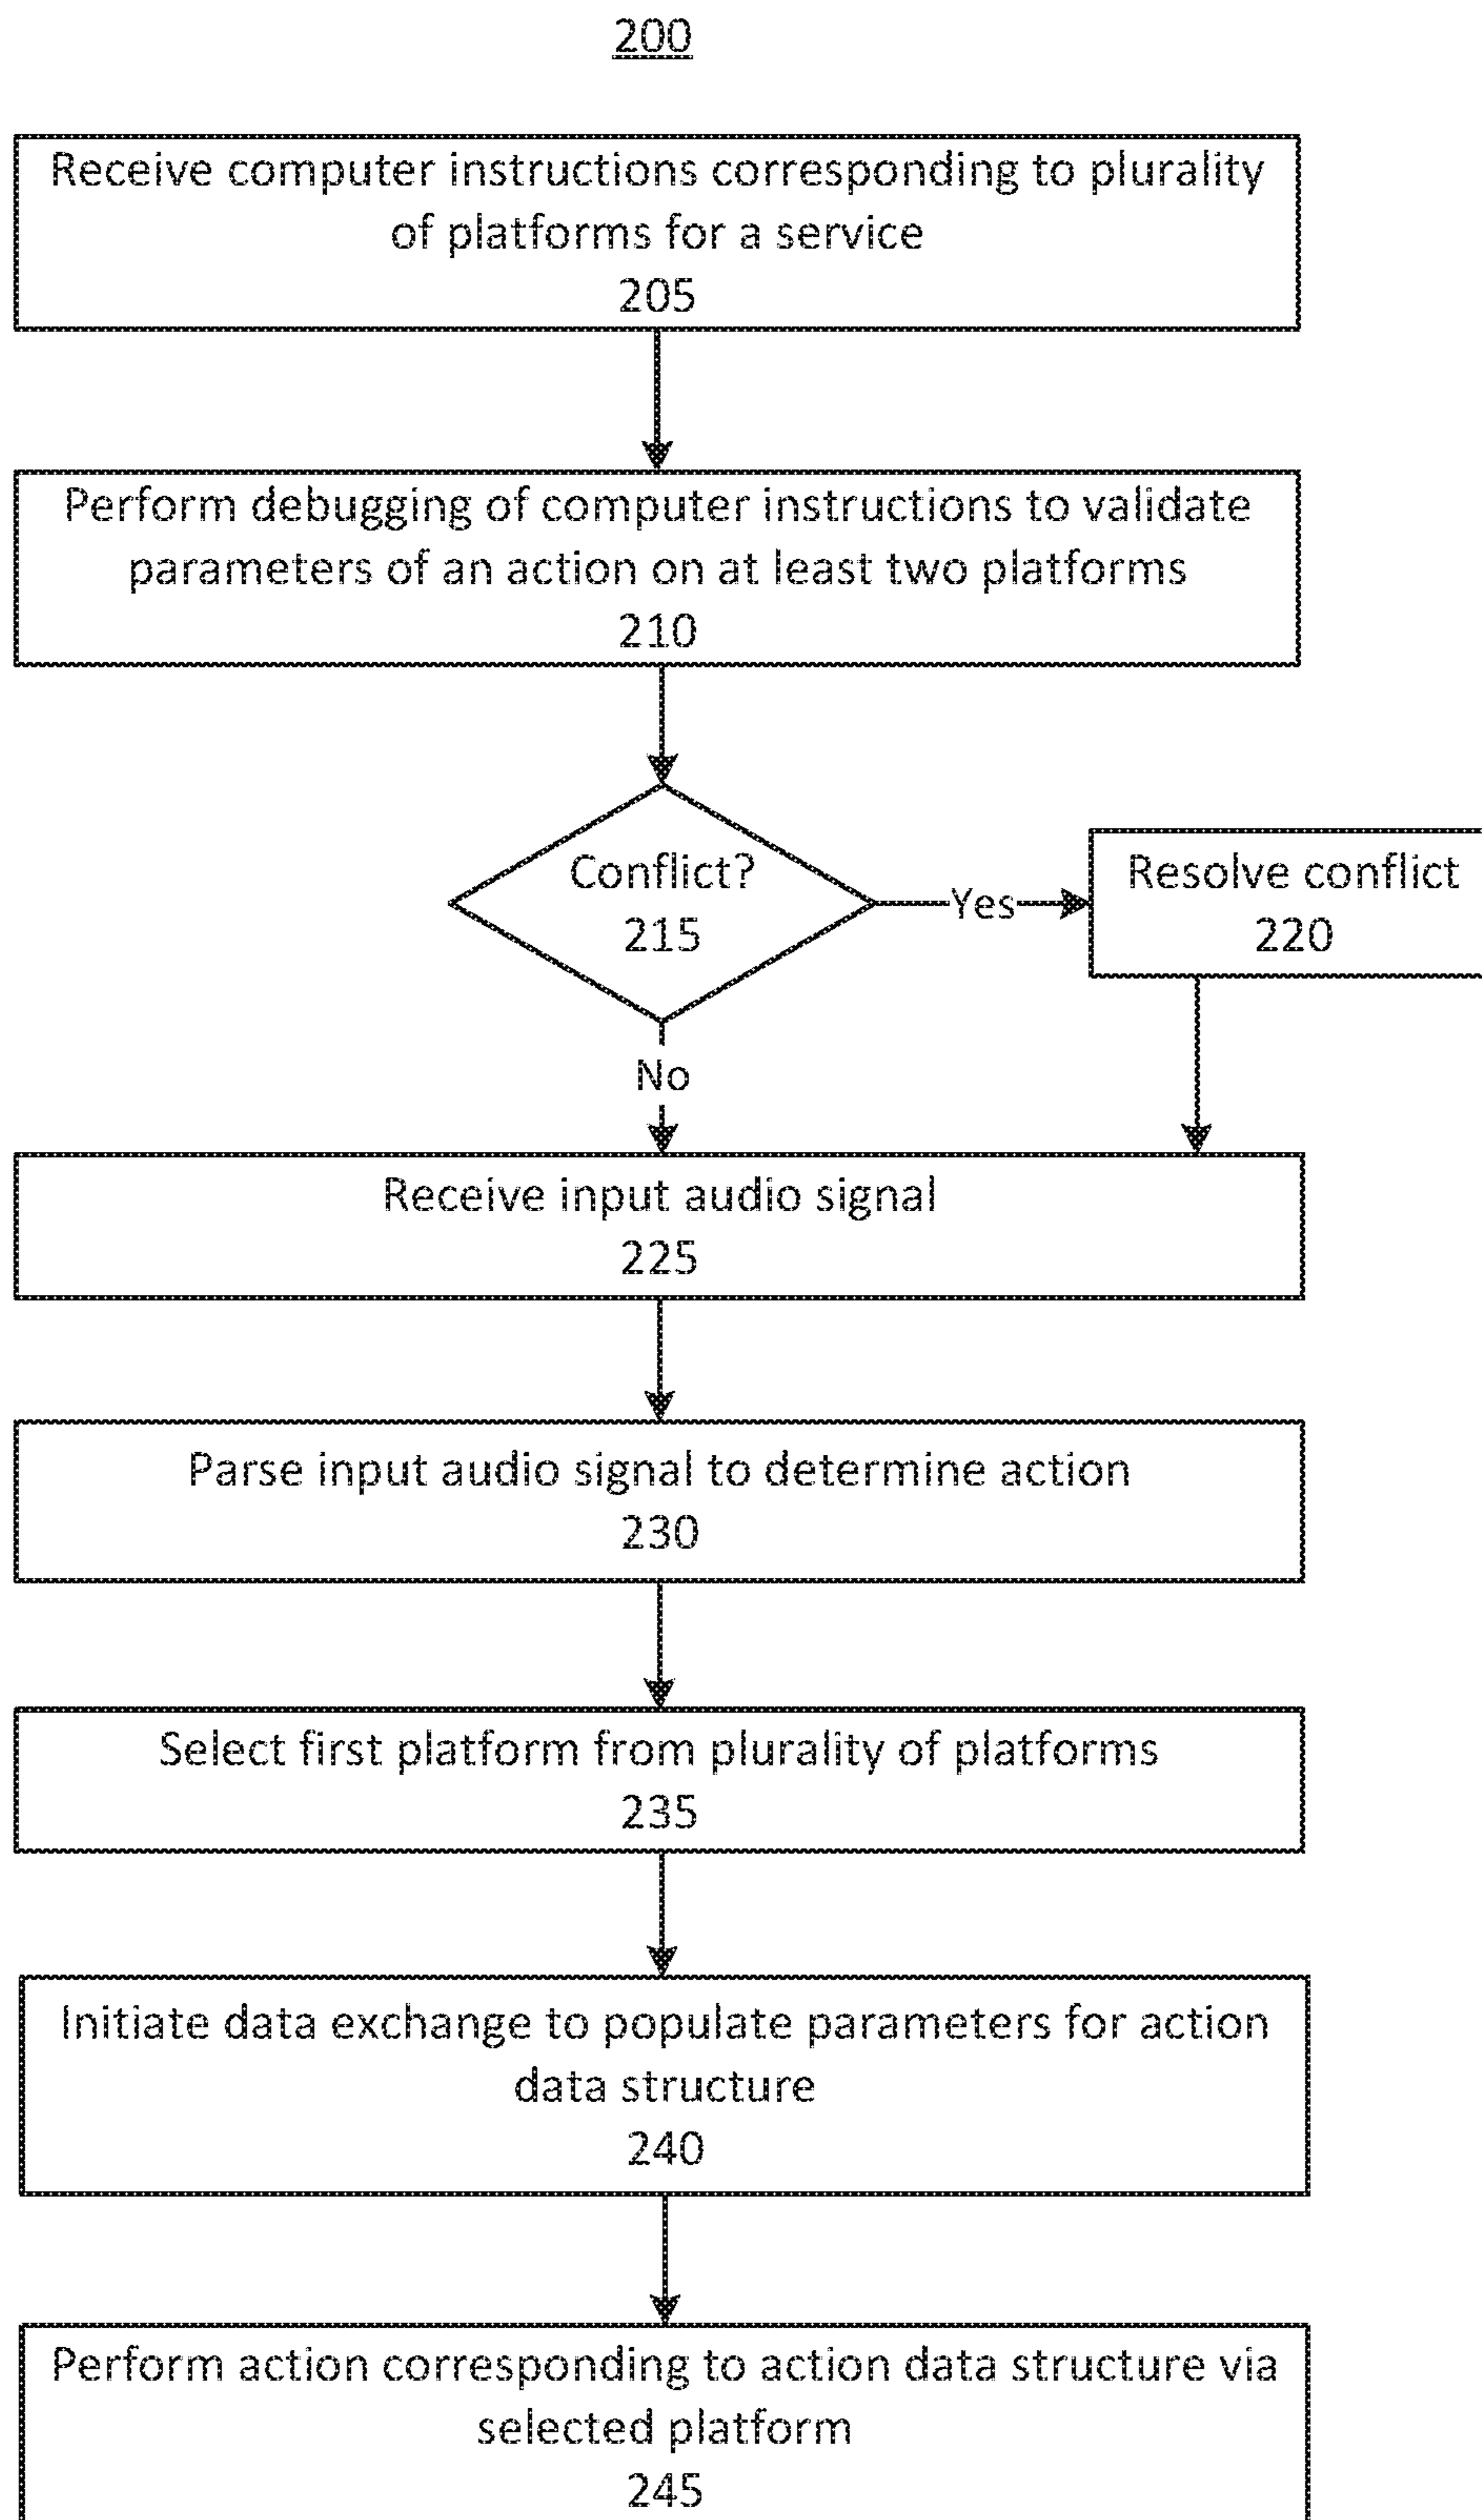 200
Receive computer instructions corresponding to plurality
of platforms for a service
205
Perform debugging of computer instructions to validate
parameters of an action on at least two platforms
210
Conflict?
215
Yes
Resolve conflict
220
No
Receive input audio signal
225
Parse input audio signal to determine action
230
Select first platform from plurality of platforms
235
Initiate data exchange to populate parameters for action
data structure
240
Perform action corresponding to action data structure via
selected platform
245